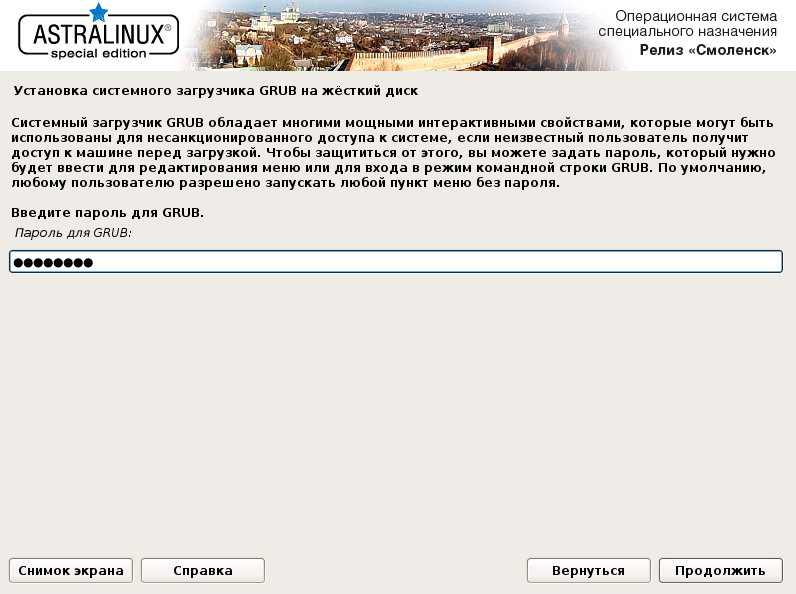 ASTRALINUX®
special edition
Операционная система
специального назначения
Релиз «Смоленск»
Установка системного загрузчика GRUB на жёсткий диск
Системный загрузчик GRUB обладает многими мощными интерактивными свойствами, которые могут быть
использованы для несанкционированного доступа к системе, если неизвестный пользователь получит
доступ к машине перед загрузкой. Чтобы защититься от этого, вы можете задать пароль, который нужно
будет ввести для редактирования меню или для входа в режим командной строки GRUB. По умолчанию,
любому пользователю разрешено запускать любой пункт меню без пароля.
Введите пароль для GRUB.
Пароль для GRUB:
●●●●●●●●
Снимок экрана
Справка
Вернуться
Продолжить